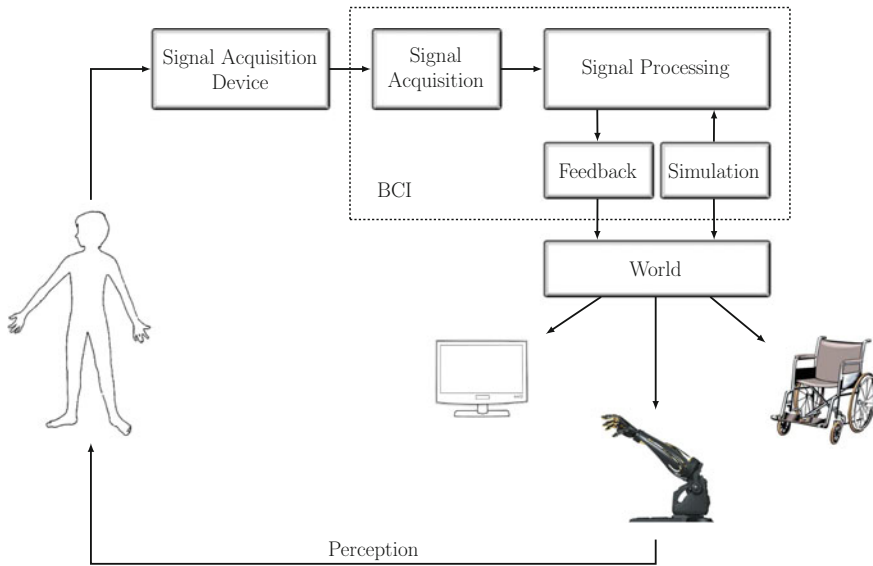 Signal Acquisition
Device
Signal
Acquisition
Signal Processing
Feedback
Simulation
BCI
World
Perception